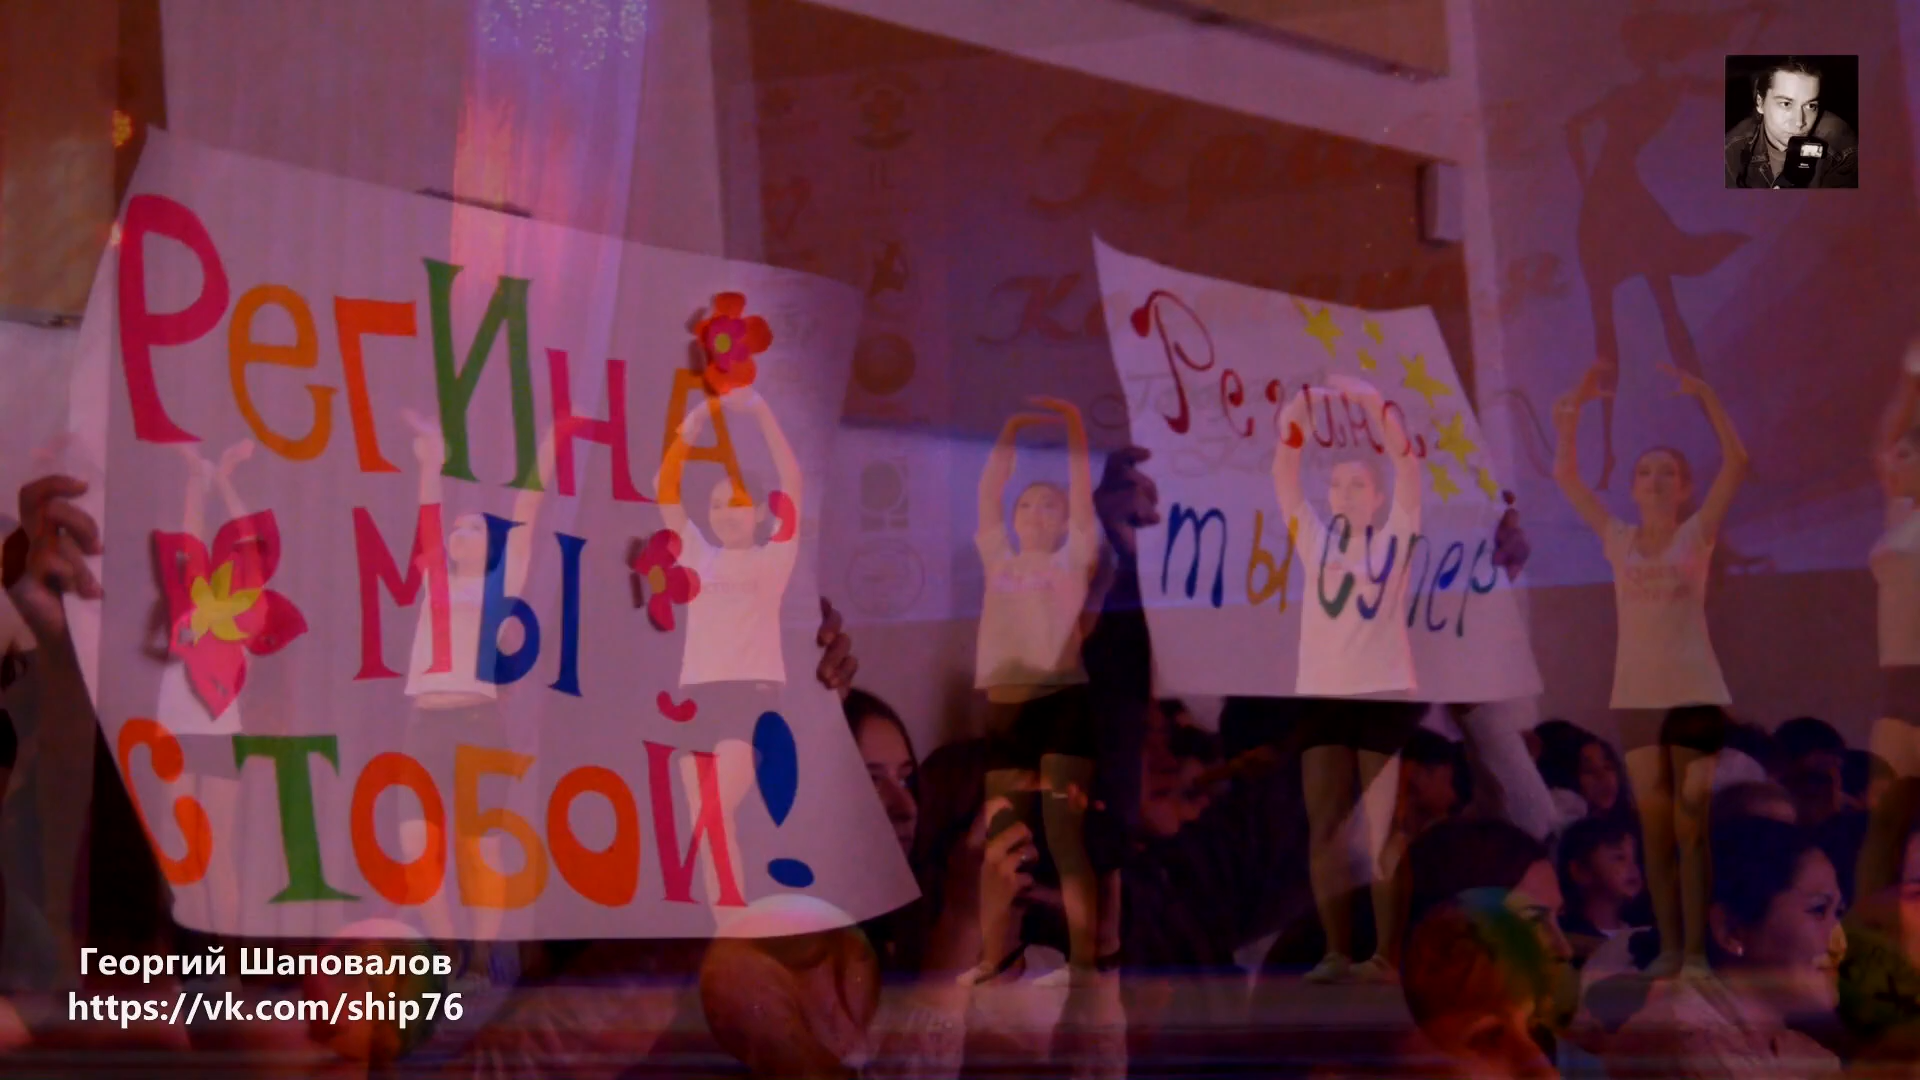 РегИнА
МЫ
С ТОБОЙ!
Регина
ты супер
Георгий Шаповалов
https://vk.com/ship76